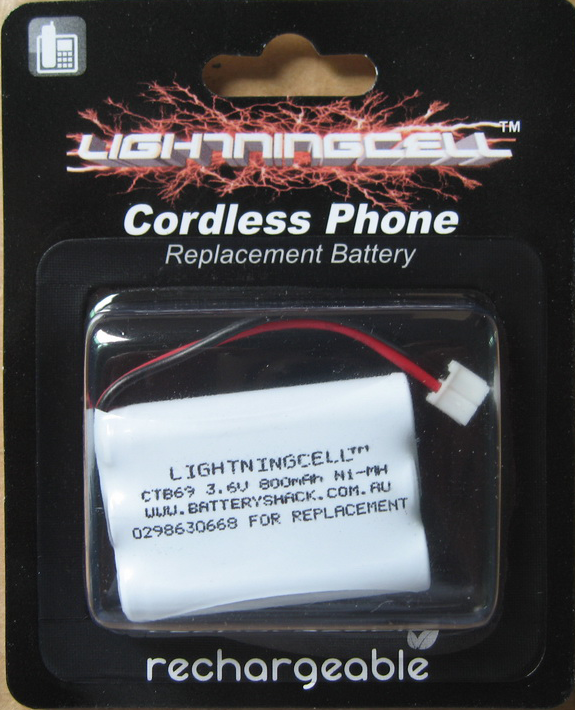 LIGHTNINGCELL™
Cordless Phone
Replacement Battery
LIGHTNINGCELL™
CTB69 3.6V 800mAh Ni-MH
WWW.BATTERYSHACK.COM.AU
0298630668 FOR REPLACEMENT
rechargeable